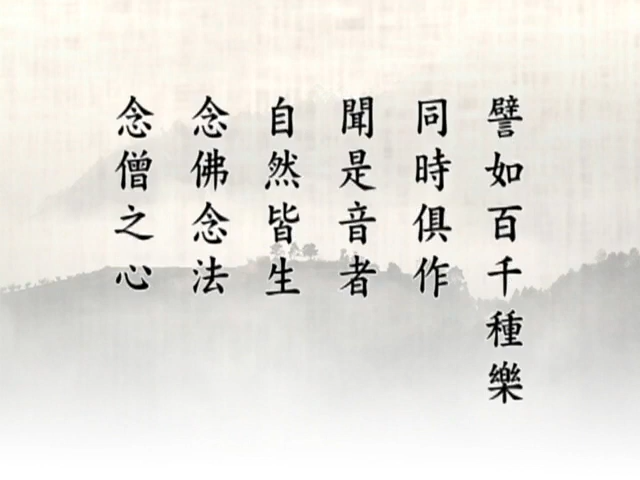 譬如百千種樂
同時俱作
聞是音者
自然皆生
念佛念法
念僧之心